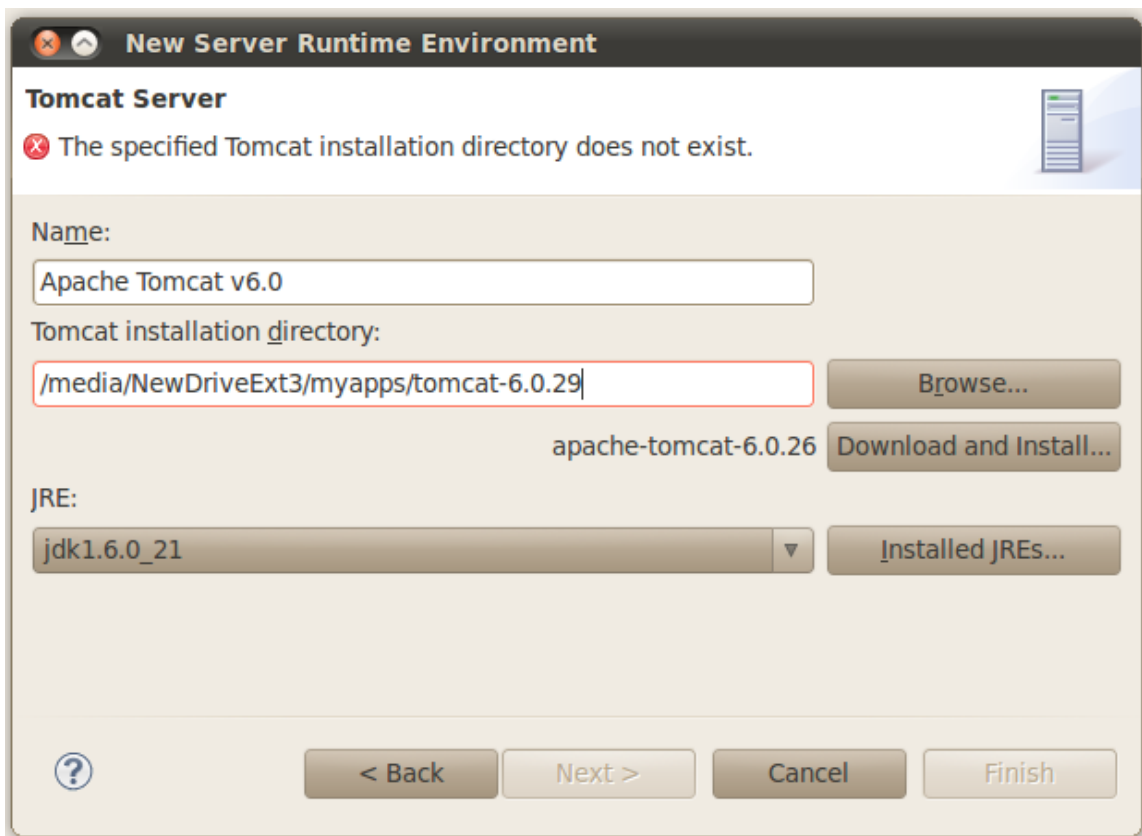 New Server Runtime Environment
Tomcat Server
The specified Tomcat installation directory does not exist.
Name:
Apache Tomcat v6.0
Tomcat installation directory:
/media/NewDriveExt3/myapps/tomcat-6.0.29
Browse...
apache-tomcat-6.0.26 Download and Install...
JRE:
jdk1.6.0_21
Installed JREs...
< Back Next > Cancel Finish